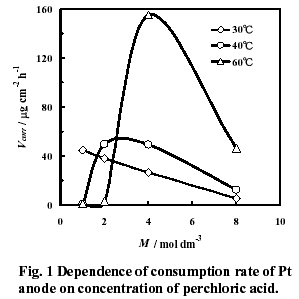 160
120
80
40
0
V corr / μg cm⁻² h⁻¹
30℃
40℃
60℃
0 2 4 6 8 10
M / mol dm⁻³
Fig. 1 Dependence of consumption rate of Pt
anode on concentration of perchloric acid.